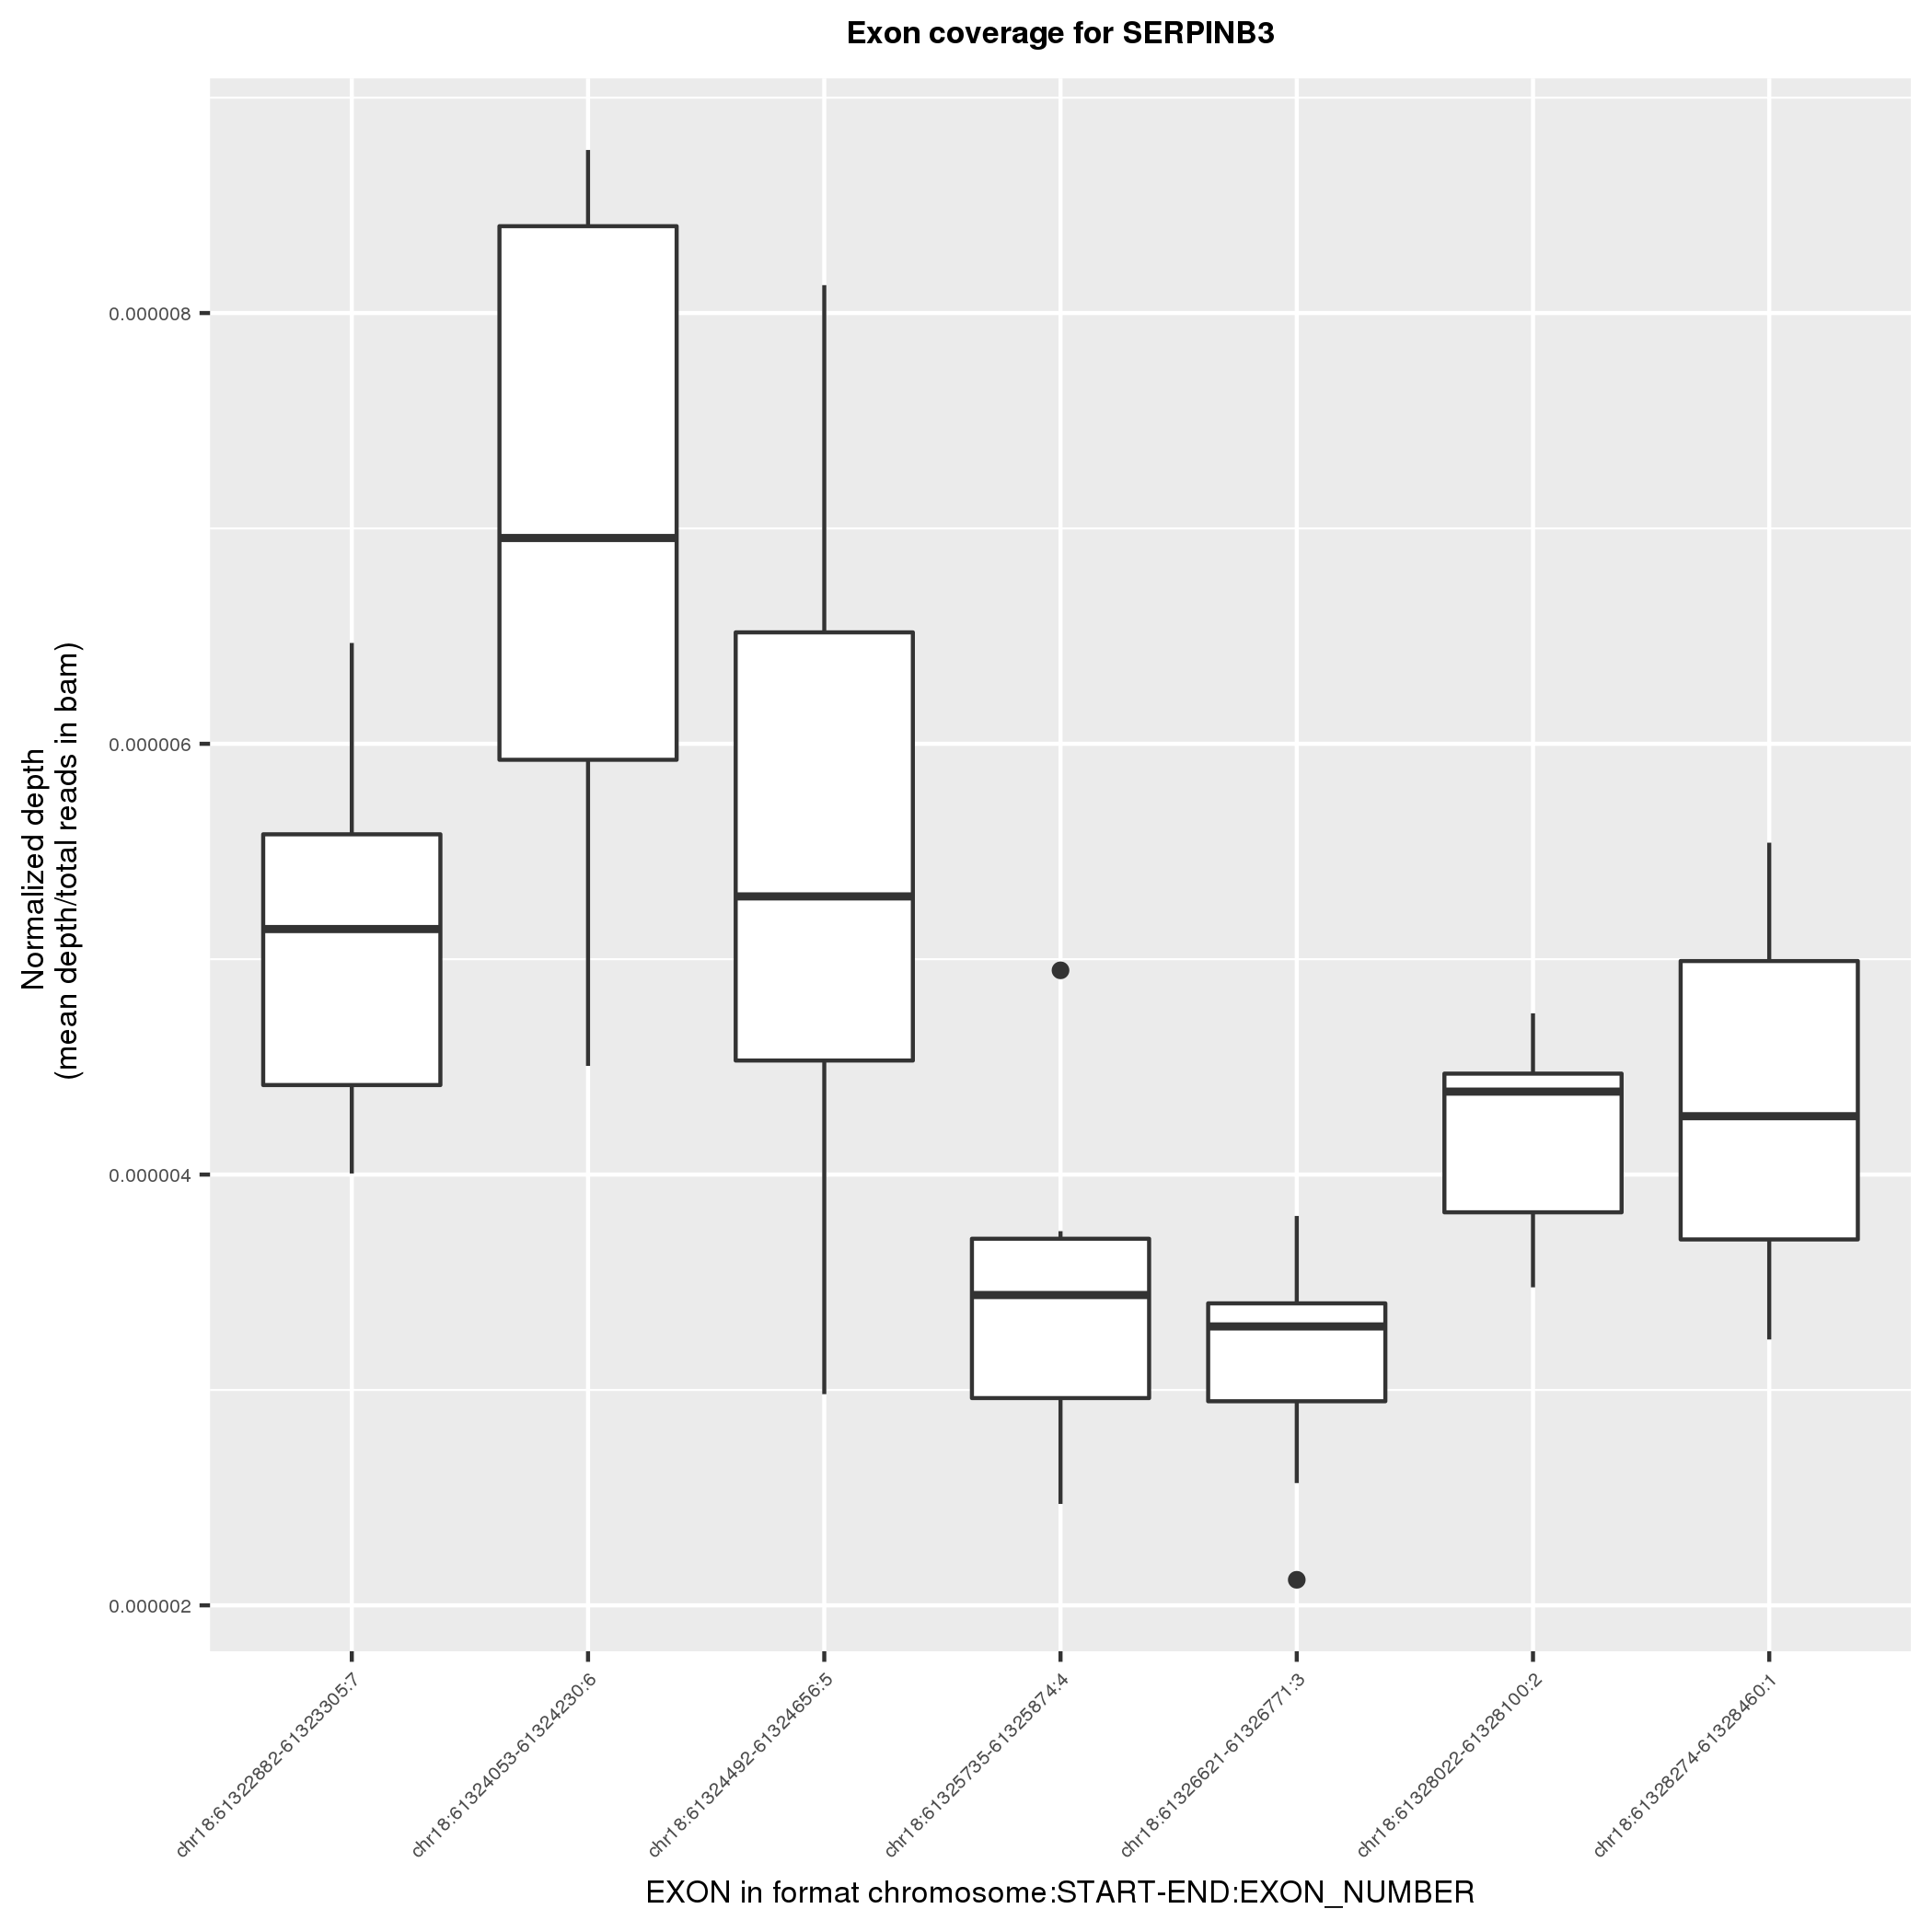 Exon coverage for SERPINB3
Normalized depth
(mean depth/total reads in bam)
0.000008
0.000006
0.000004
0.000002
chr18:61322882-61323305:7
chr18:61324053-61324230:6
chr18:61324492-61324656:5
chr18:61325735-61325874:4
chr18:61326621-61326771:3
chr18:61328022-61328100:2
chr18:61328274-61328460:1
EXON in format chromosome:START-END:EXON_NUMBER